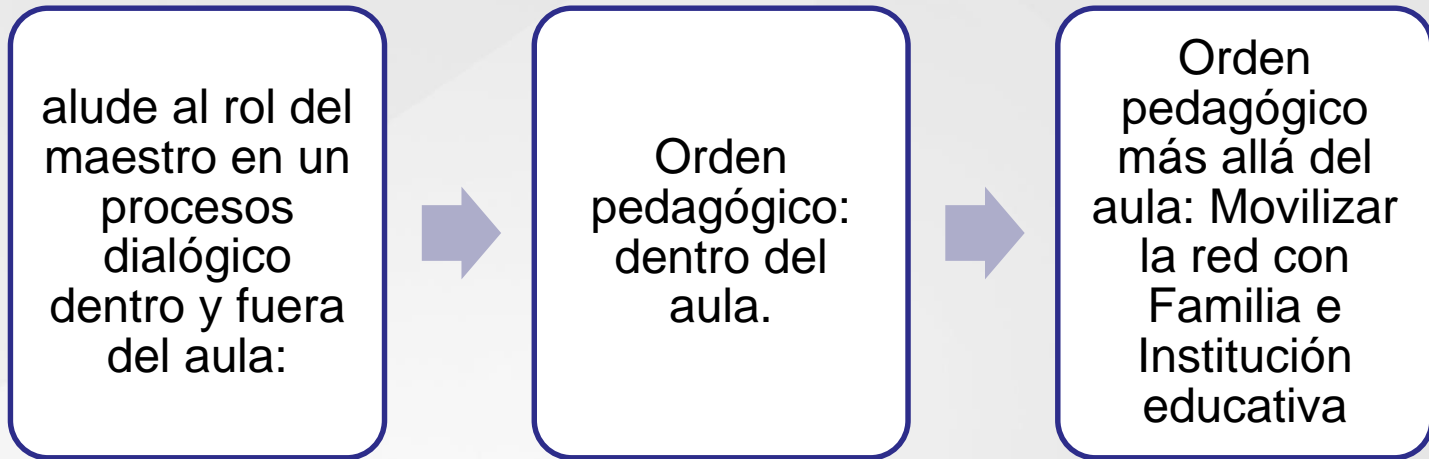 alude al rol del
maestro en un
procesos
dialógico
dentro y fuera
del aula:
Orden
pedagógico:
dentro del
aula.
Orden
pedagógico
más allá del
aula: Movilizar
la red con
Familia e
Institución
educativa